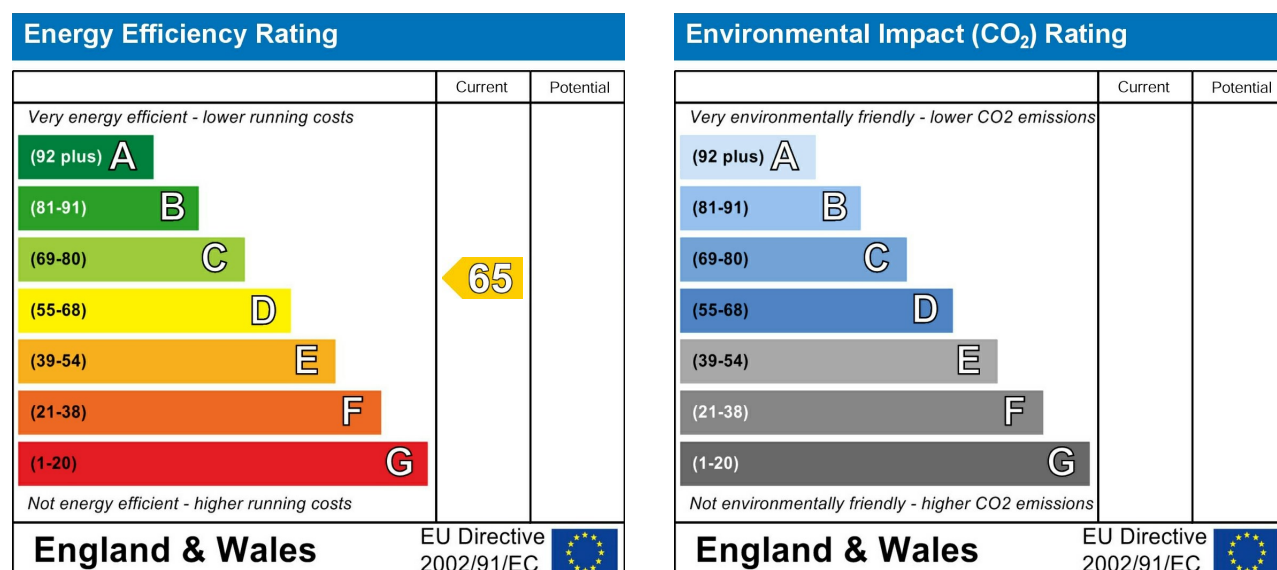 Energy Efficiency Rating
Current Potential
Very energy efficient - lower running costs
(92 plus) A
(81-91) B
(69-80) C
65
(55-68) D
(39-54) E
(21-38) F
(1-20) G
Not energy efficient - higher running costs
England & Wales
EU Directive
2002/91/EC
Environmental Impact (CO₂) Rating
Current Potential
Very environmentally friendly - lower CO2 emissions
(92 plus) A
(81-91) B
(69-80) C
(55-68) D
(39-54) E
(21-38) F
(1-20) G
Not environmentally friendly - higher CO2 emissions
England & Wales
EU Directive
2002/91/EC